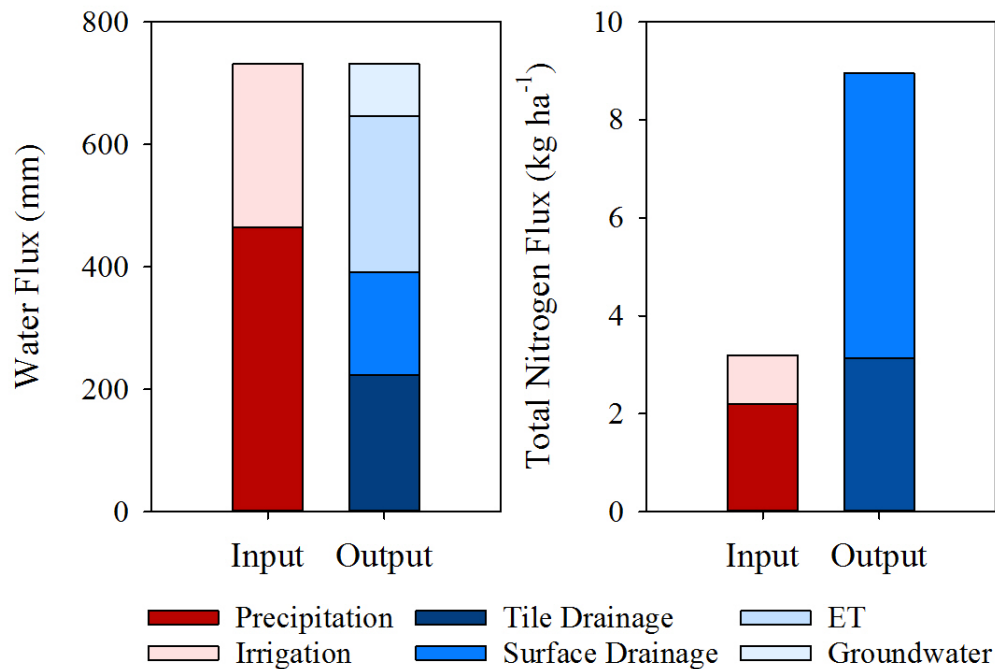 Water Flux (mm)
800
600
400
200
0
Input Output
Total Nitrogen Flux (kg ha⁻¹)
10
8
6
4
2
0
Input Output
Precipitation Tile Drainage ET
Irrigation Surface Drainage Groundwater